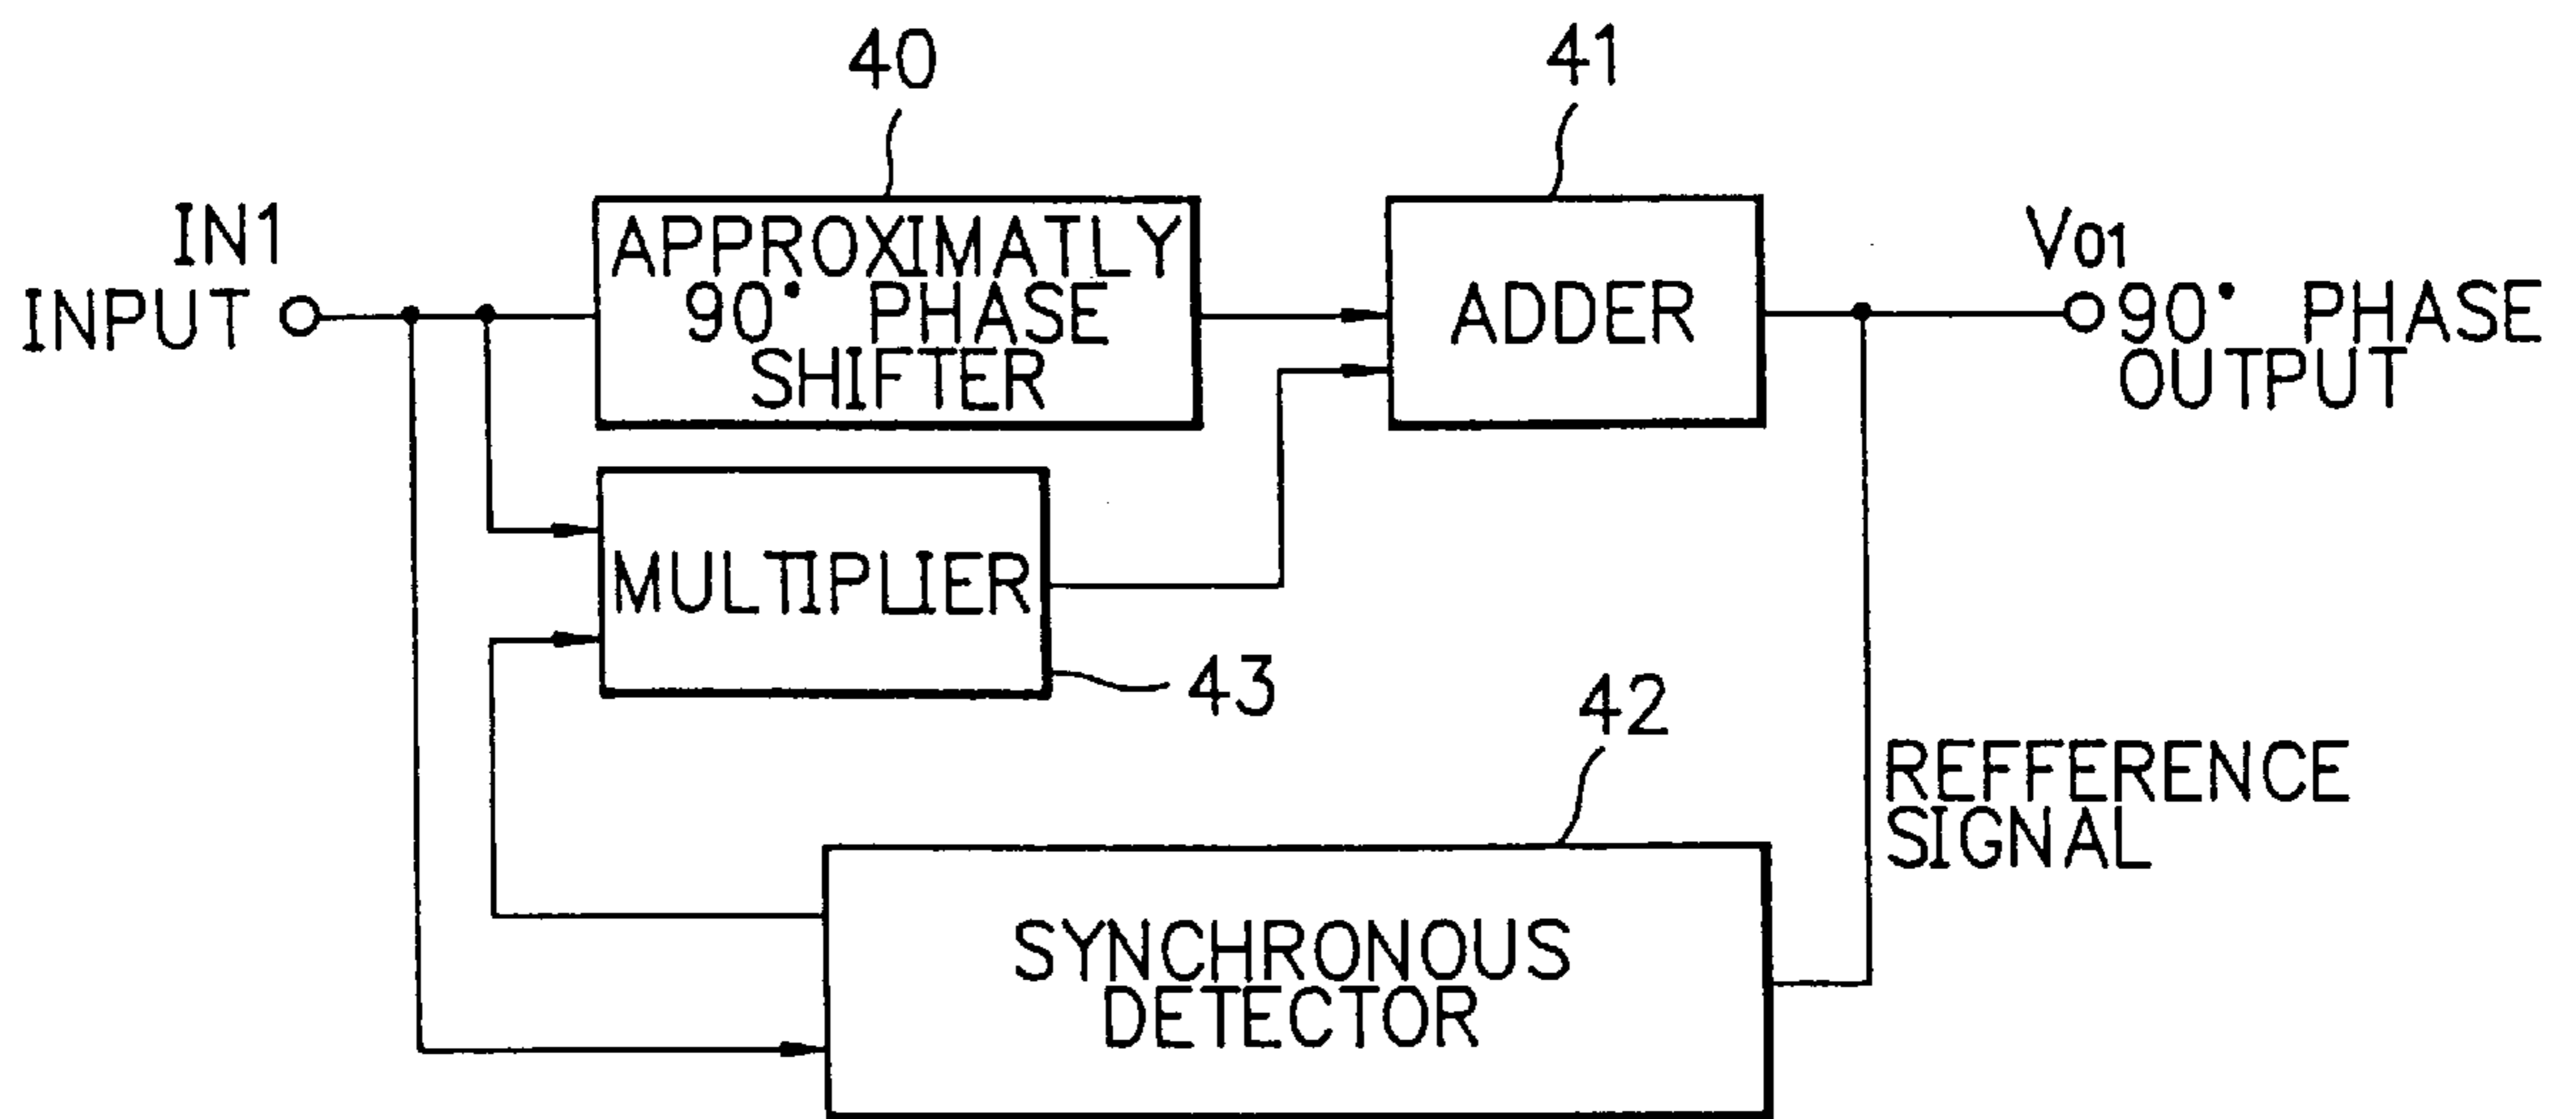 40
41
IN1
INPUT
APPROXIMATLY
90° PHASE
SHIFTER
ADDER
V01
90° PHASE
OUTPUT
MULTIPLIER
43
42
REFFERENCE
SIGNAL
SYNCHRONOUS
DETECTOR